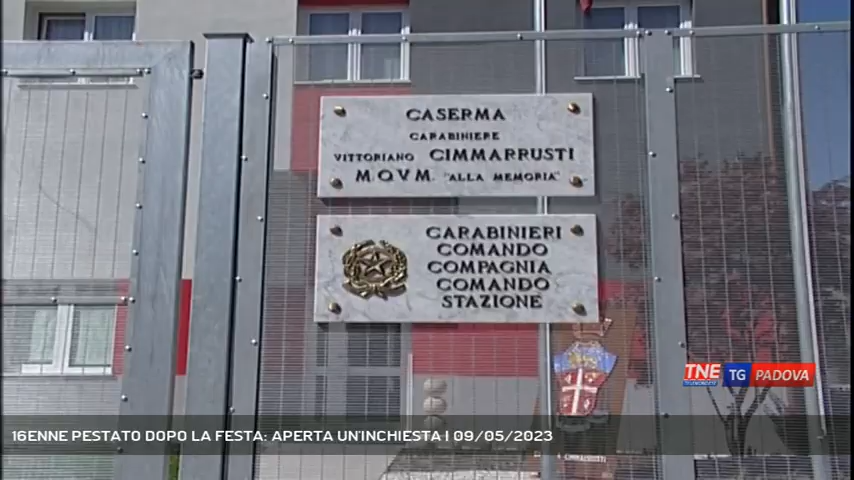 CASERMA
CARABINIERE
VITTORIANO CIMMARRUSTI
M.O.V.M. "ALLA MEMORIA"
CARABINIERI
COMANDO
COMPAGNIA
COMANDO
STAZIONE
TNE TG PADOVA
TELENORDEST
16ENNE PESTATO DOPO LA FESTA: APERTA UN'INCHIESTA | 09/05/2023